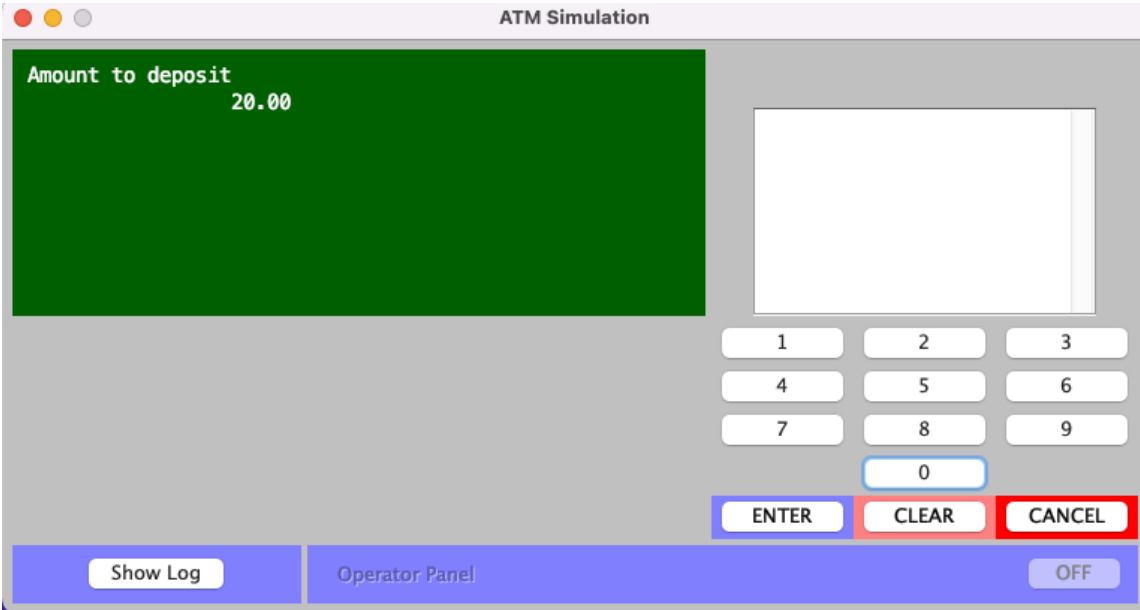 ATM Simulation
Amount to deposit
20.00
1 2 3
4 5 6
7 8 9
0
ENTER CLEAR CANCEL
Show Log Operator Panel OFF